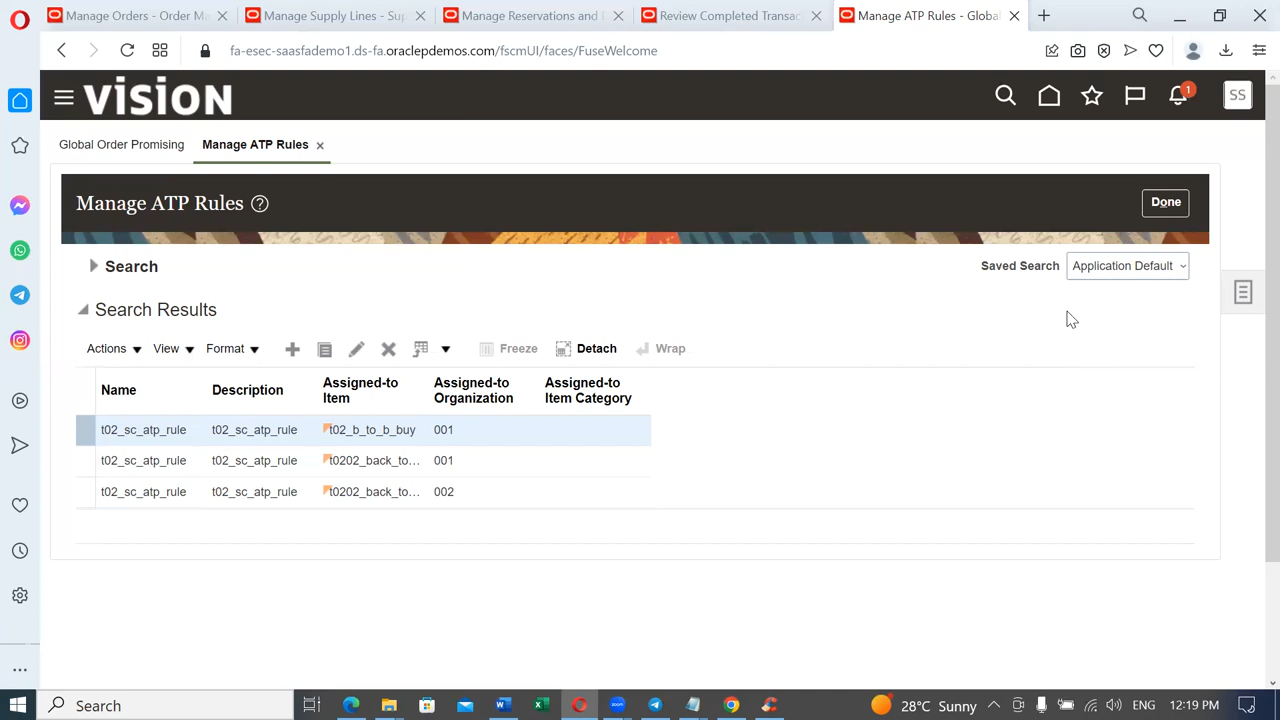 Manage Orders - Order Ma
Manage Supply Lines - Sup
Manage Reservations and P
Review Completed Transac
Manage ATP Rules - Global
fa-esec-saasfademo1.ds-fa.oraclepdemos.com/fscmUI/faces/FuseWelcome
vision
1
SS
Global Order Promising
Manage ATP Rules
Manage ATP Rules
Done
Search
Saved Search
Application Default
Search Results
Actions
View
Format
Freeze
Detach
Wrap
Name
Description
Assigned-to Item
Assigned-to Organization
Assigned-to Item Category
t02_sc_atp_rule t02_sc_atp_rule t02_b_to_b_buy 001
t02_sc_atp_rule t02_sc_atp_rule t0202_back_to... 001
t02_sc_atp_rule t02_sc_atp_rule t0202_back_to... 002
Search
28°C Sunny
ENG
12:19 PM